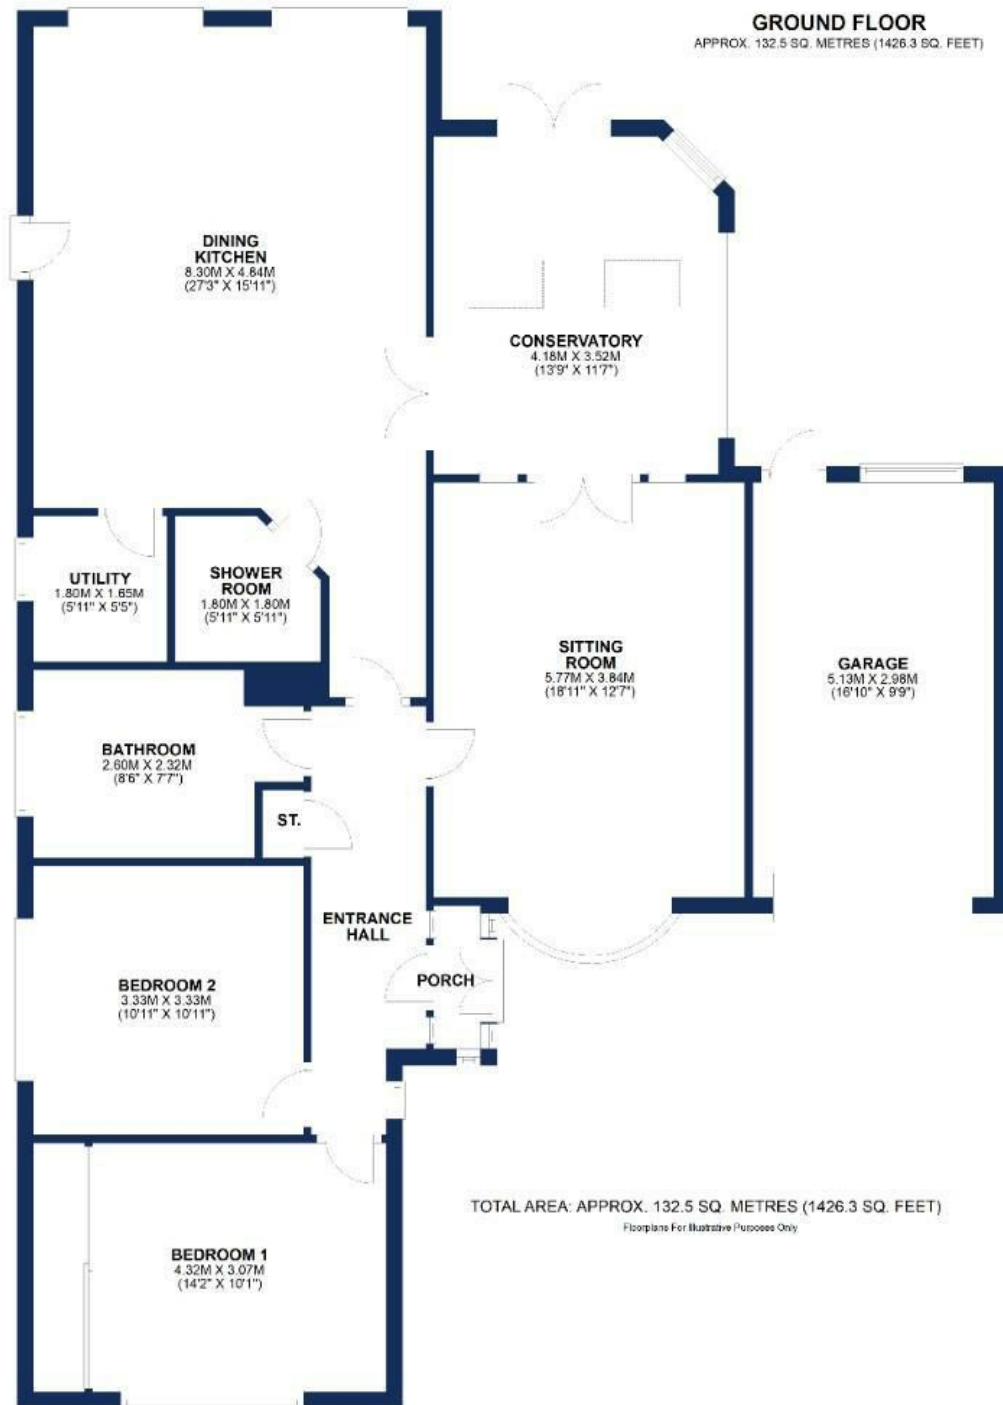 GROUND FLOOR
APPROX. 132.5 SQ. METRES (1426.3 SQ. FEET)
DINING
KITCHEN
8.30M X 4.84M
(27'3" X 15'11")
CONSERVATORY
4.18M X 3.52M
(13'9" X 11'7")
UTILITY
1.80M X 1.65M
(5'11" X 5'5")
SHOWER
ROOM
1.80M X 1.80M
(5'11" X 5'11")
SITTING
ROOM
5.77M X 3.84M
(18'11" X 12'7")
GARAGE
5.13M X 2.98M
(16'10" X 9'9")
BATHROOM
2.60M X 2.32M
(8'6" X 7'7")
ST.
ENTRANCE
HALL
PORCH
BEDROOM 2
3.33M X 3.33M
(10'11" X 10'11")
BEDROOM 1
4.32M X 3.07M
(14'2" X 10'1")
TOTAL AREA: APPROX. 132.5 SQ. METRES (1426.3 SQ. FEET)
Floorplans For Illustrative Purposes Only